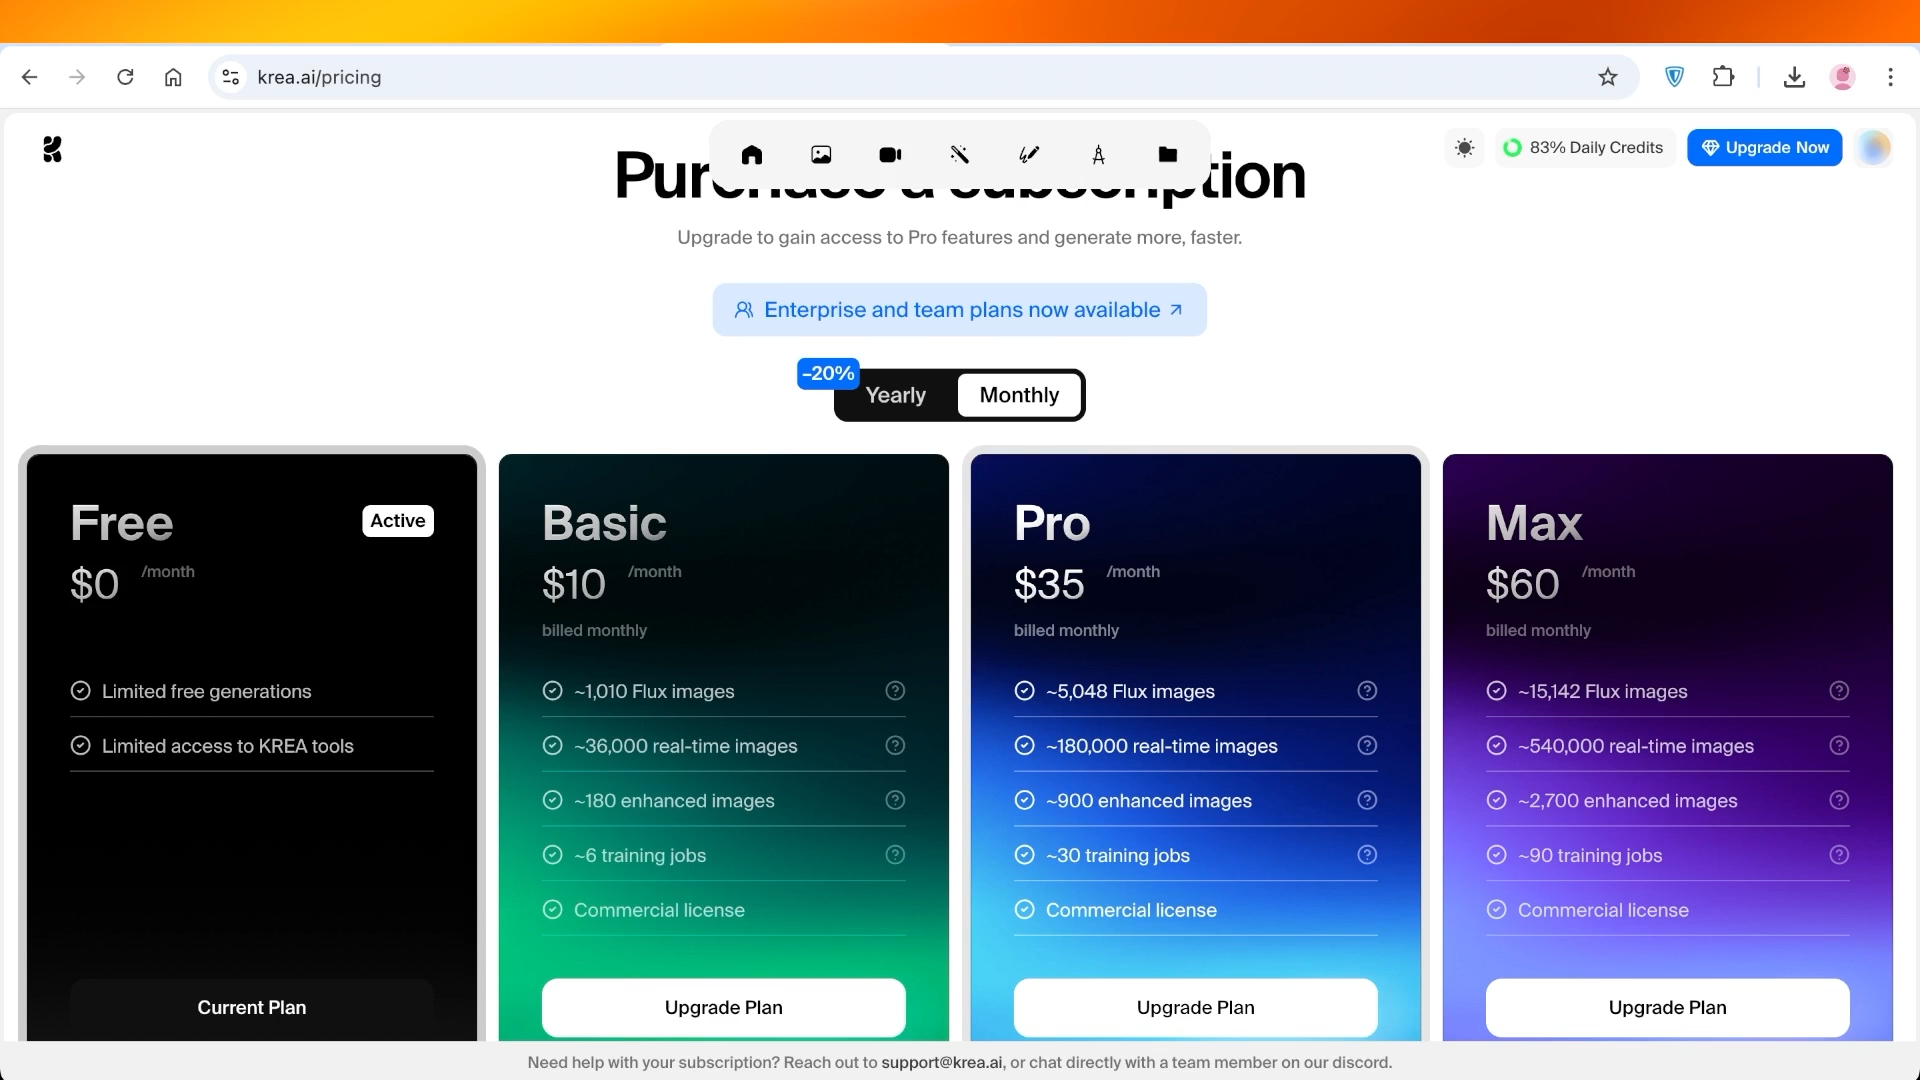 krea.ai/pricing
83% Daily Credits
Upgrade Now
Purchase a subscription
Upgrade to gain access to Pro features and generate more, faster.
Enterprise and team plans now available
-20%
Yearly
Monthly
Free
Active
$0 /month
Limited free generations
Limited access to KREA tools
Current Plan
Basic
$10 /month
billed monthly
~1,010 Flux images
~36,000 real-time images
~180 enhanced images
~6 training jobs
Commercial license
Upgrade Plan
Pro
$35 /month
billed monthly
~5,048 Flux images
~180,000 real-time images
~900 enhanced images
~30 training jobs
Commercial license
Upgrade Plan
Max
$60 /month
billed monthly
~15,142 Flux images
~540,000 real-time images
~2,700 enhanced images
~90 training jobs
Commercial license
Upgrade Plan
Need help with your subscription? Reach out to support@krea.ai, or chat directly with a team member on our discord.